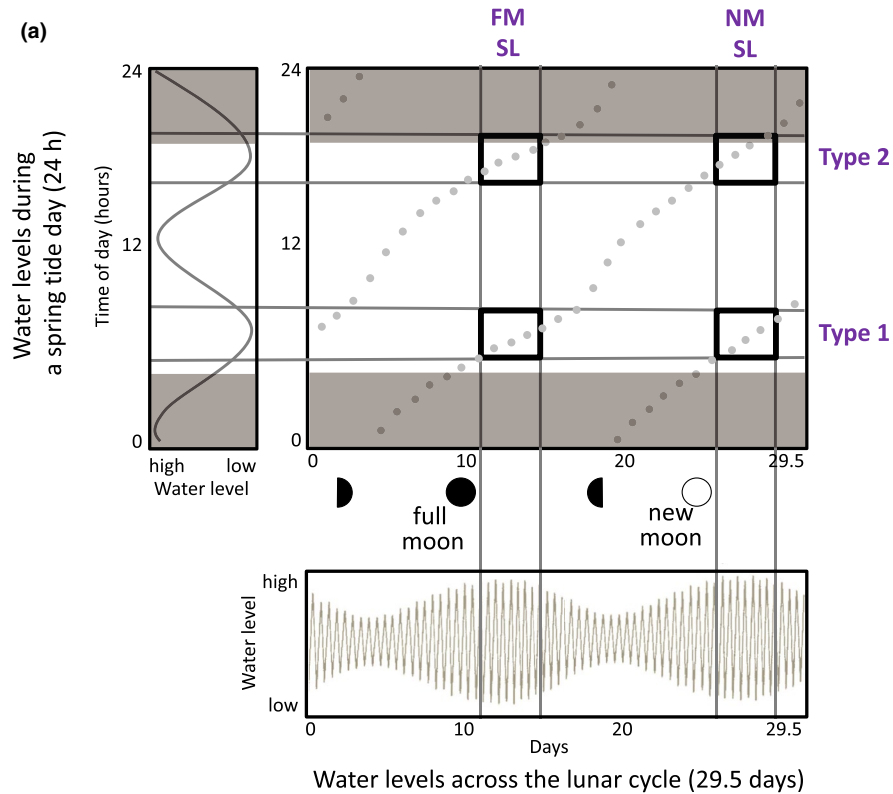 (a)
FM
SL
NM
SL
Water levels during
a spring tide day (24 h)
Time of day (hours)
24
12
0
high
low
Water level
24
12
0
0
10
20
29.5
Type 2
Type 1
full
moon
new
moon
Water level
high
low
0
10
20
29.5
Days
Water levels across the lunar cycle (29.5 days)